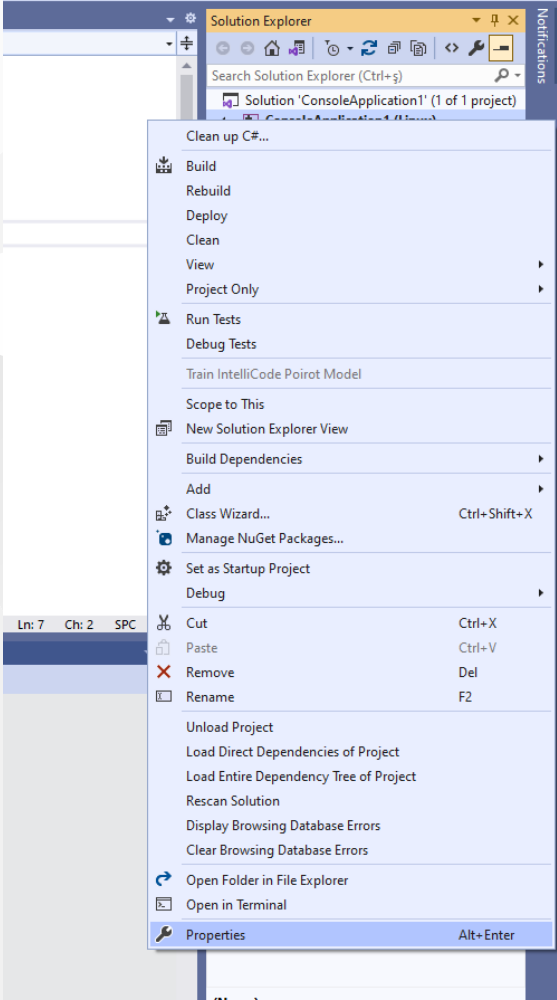 Solution Explorer
Notifications
Search Solution Explorer (Ctrl+ş)
Solution 'ConsoleApplication1' (1 of 1 project)
ConsoleApplication1 (Linux)
Clean up C#...
Build
Rebuild
Deploy
Clean
View
Project Only
Run Tests
Debug Tests
Train IntelliCode Poirot Model
Scope to This
New Solution Explorer View
Build Dependencies
Add
Class Wizard... Ctrl+Shift+X
Manage NuGet Packages...
Set as Startup Project
Debug
Ln: 7 Ch: 2 SPC
Cut Ctrl+X
Paste Ctrl+V
Remove Del
Rename F2
Unload Project
Load Direct Dependencies of Project
Load Entire Dependency Tree of Project
Rescan Solution
Display Browsing Database Errors
Clear Browsing Database Errors
Open Folder in File Explorer
Open in Terminal
Properties Alt+Enter